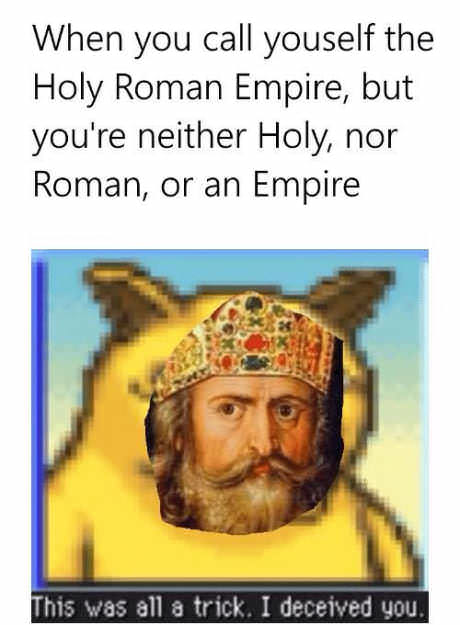 When you call youself the
Holy Roman Empire, but
you're neither Holy, nor
Roman, or an Empire
This was all a trick. I deceived you.